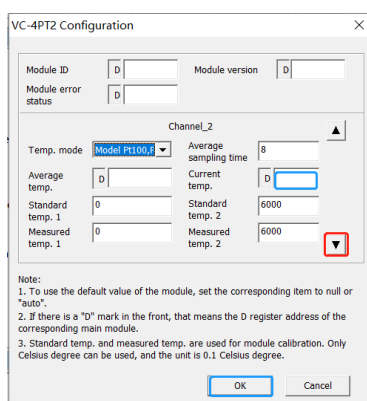 VC-4PT2 Configuration
Module ID D Module version D
Module error status D
Channel_2
Temp. mode Model Pt100,F Average sampling time 8
Average temp. D Current temp. D
Standard temp. 1 0 Standard temp. 2 6000
Measured temp. 1 0 Measured temp. 2 6000
Note:
1. To use the default value of the module, set the corresponding item to null or
"auto".
2. If there is a "D" mark in the front, that means the D register address of the
corresponding main module.
3. Standard temp. and measured temp. are used for module calibration. Only
Celsius degree can be used, and the unit is 0.1 Celsius degree.
OK Cancel